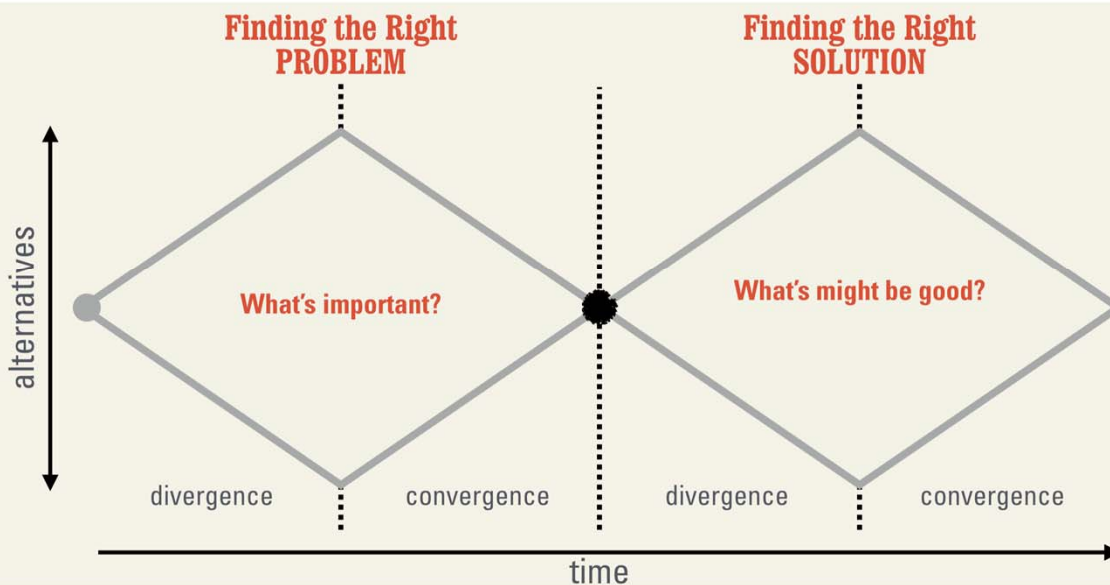 Finding the Right
PROBLEM
Finding the Right
SOLUTION
alternatives
What's important?
What's might be good?
divergence
convergence
divergence
convergence
time